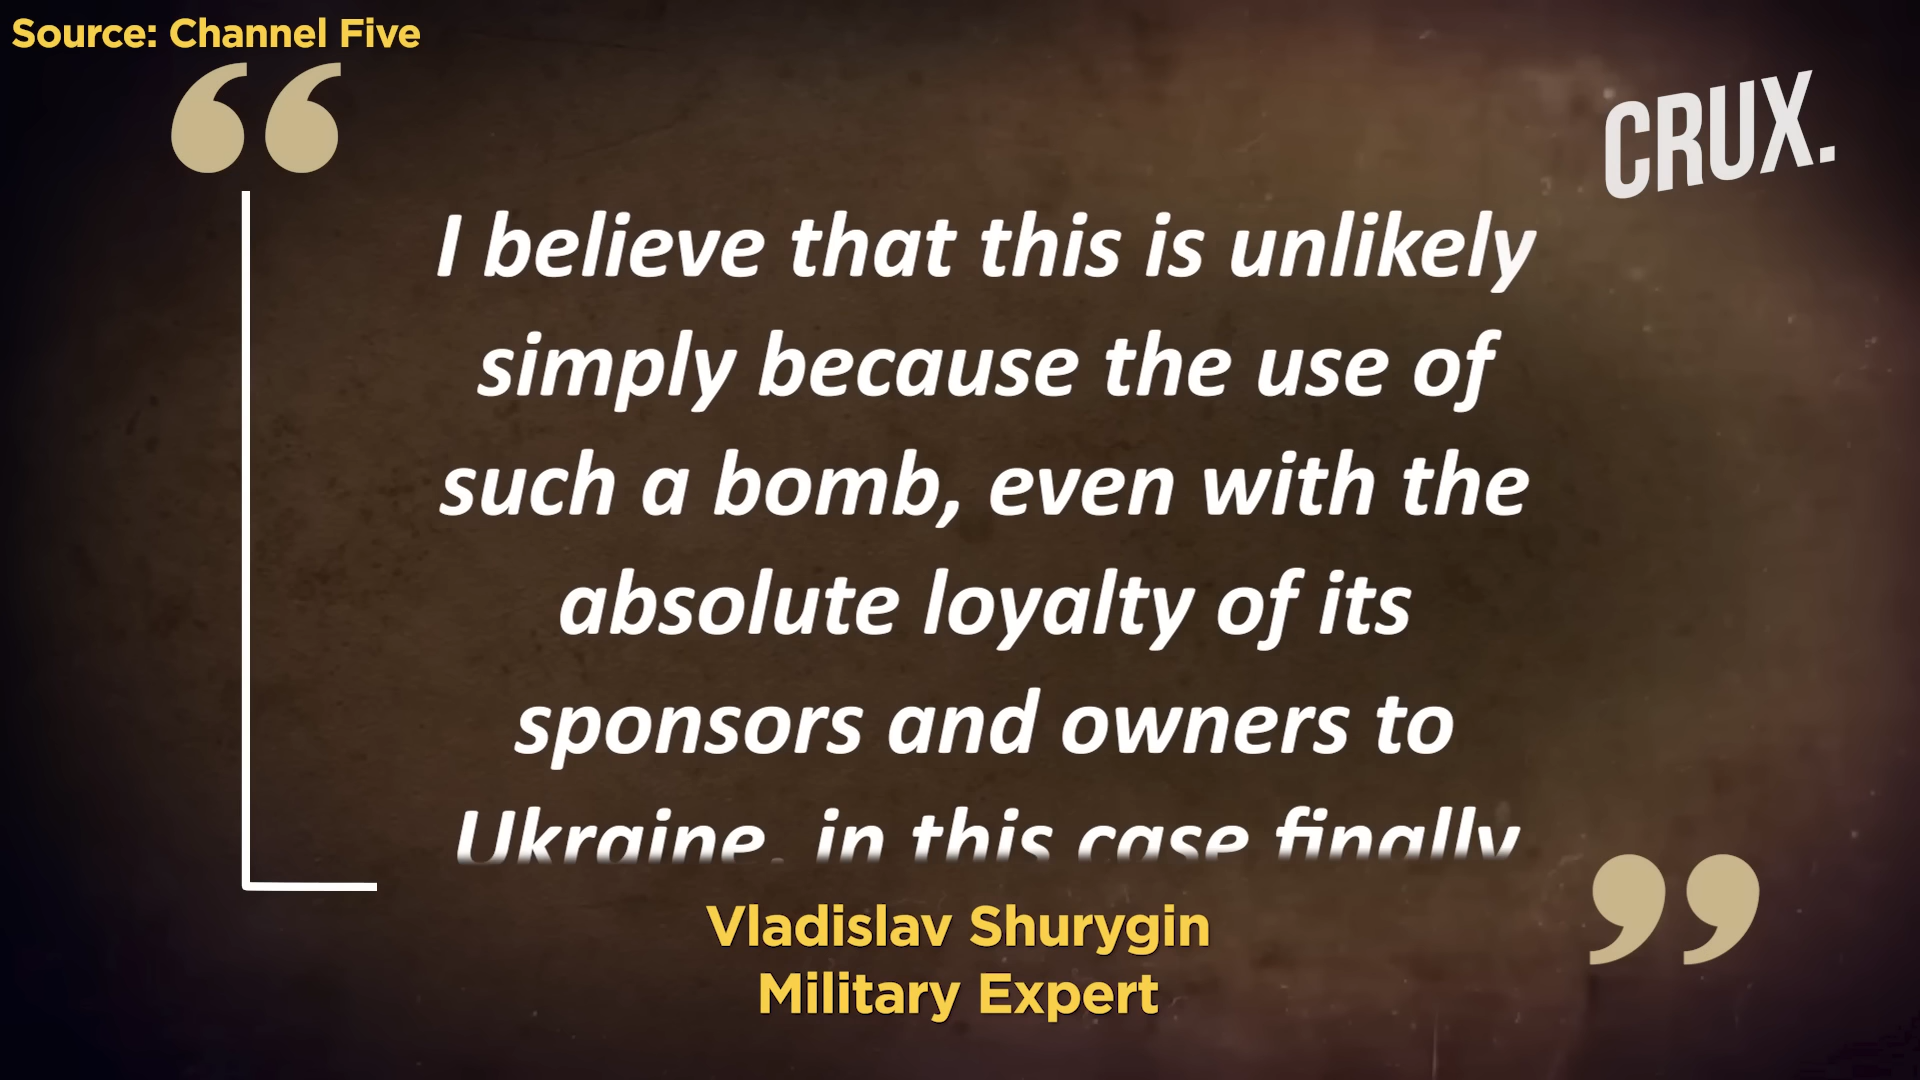 Source: Channel Five
CRUX.
I believe that this is unlikely
simply because the use of
such a bomb, even with the
absolute loyalty of its
sponsors and owners to
Ukraine, in this case finally
Vladislav Shurygin
Military Expert